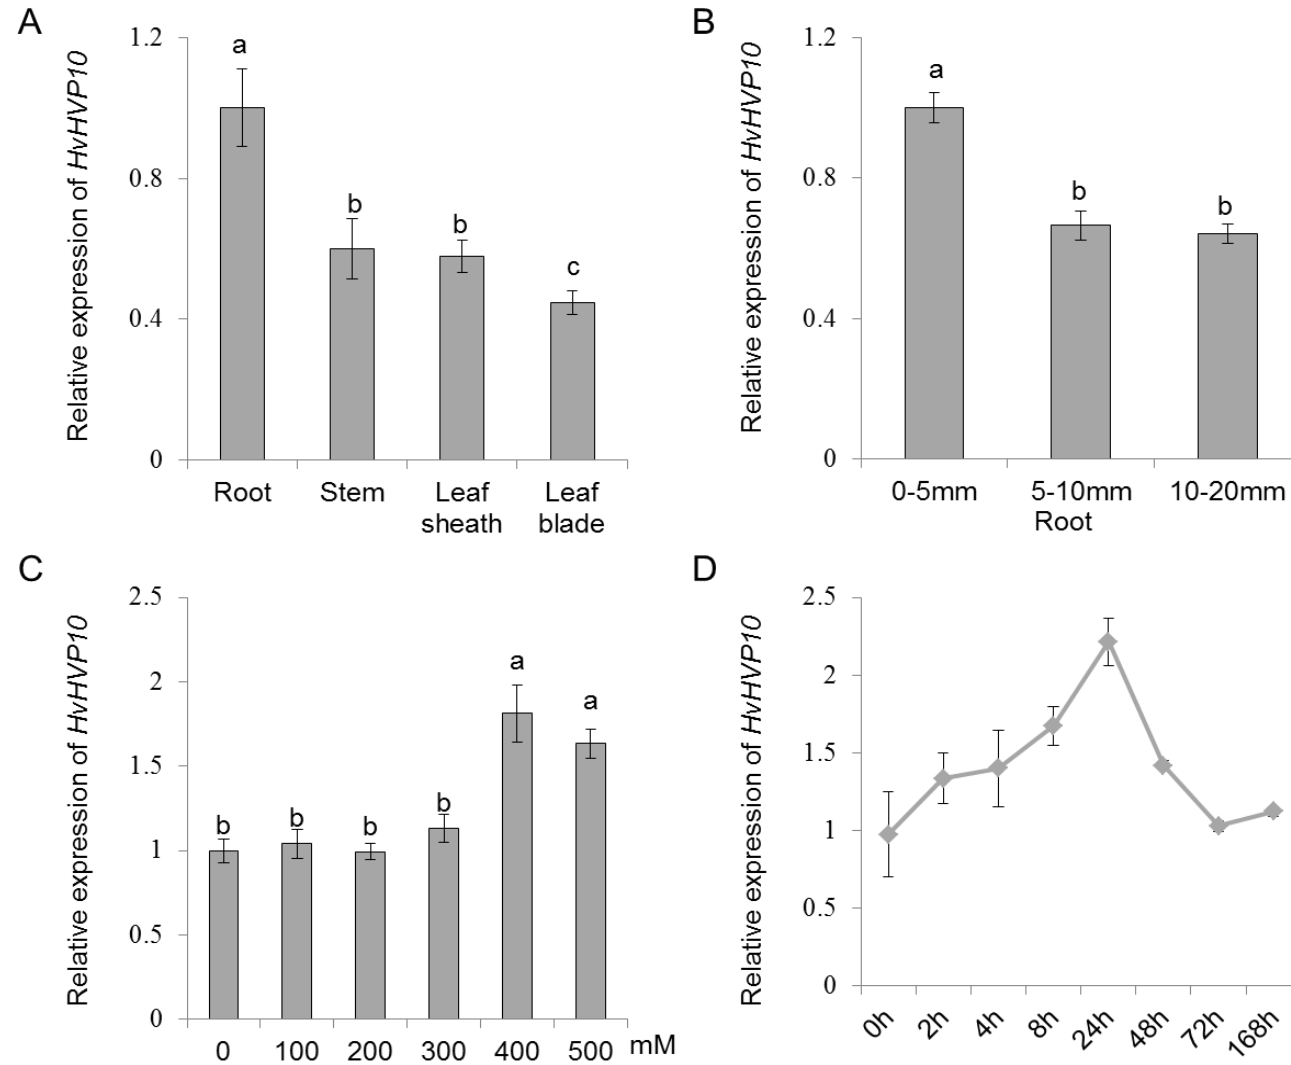 A
Relative expression of HvHVP10
1.2
0.8
0.4
0
a
b
b
c
Root
Stem
Leaf sheath
Leaf blade
B
Relative expression of HvHVP10
1.2
0.8
0.4
0
a
b
b
0-5mm 5-10mm 10-20mm
Root
C
Relative expression of HvHVP10
2.5
2
1.5
1
0.5
0
b
b
b
b
a
a
0 100 200 300 400 500 mM
D
Relative expression of HvHVP10
2.5
2
1.5
1
0.5
0
0h
2h
4h
8h
24h
48h
72h
168h